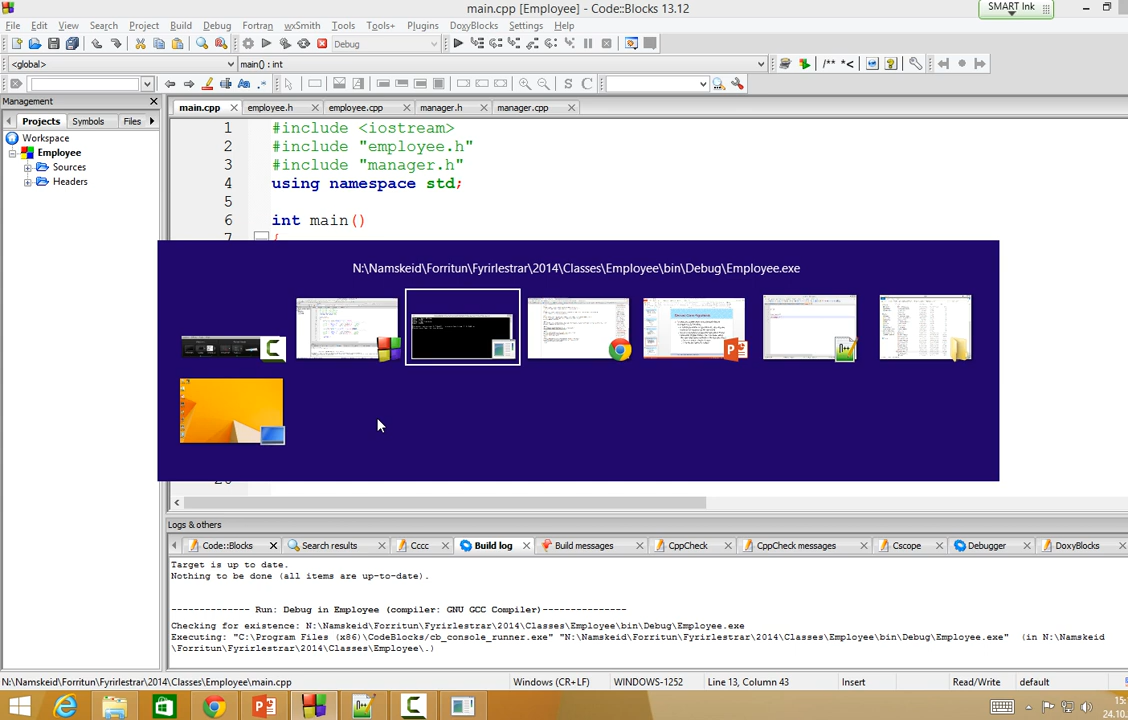 main.cpp [Employee] - Code::Blocks 13.12
SMART Ink
File Edit View Search Project Build Debug Fortran wxSmith Tools Tools+ Plugins DoxyBlocks Settings Help
Debug
<global> main() : int
/** *<
Aa .*
S C
Management
main.cpp employee.h employee.cpp manager.h manager.cpp
Projects Symbols Files
Workspace
Employee
Sources
Headers
1 #include <iostream>
2 #include "employee.h"
3 #include "manager.h"
4 using namespace std;
5
6 int main()
7 {
N:\Namskeid\Forritun\Fyrirlestrar\2014\Classes\Employee\bin\Debug\Employee.exe
Logs & others
Code::Blocks Search results Cccc Build log Build messages CppCheck CppCheck messages Cscope Debugger DoxyBlocks
Target is up to date.
Nothing to be done (all items are up-to-date).
-------------- Run: Debug in Employee (compiler: GNU GCC Compiler)---------------
Checking for existence: N:\Namskeid\Forritun\Fyrirlestrar\2014\Classes\Employee\bin\Debug\Employee.exe
Executing: "C:\Program Files (x86)\CodeBlocks/cb_console_runner.exe" "N:\Namskeid\Forritun\Fyrirlestrar\2014\Classes\Employee\bin\Debug\Employee.exe" (in N:\Namskeid
\Forritun\Fyrirlestrar\2014\Classes\Employee\.)
N:\Namskeid\Forritun\Fyrirlestrar\2014\Classes\Employee\main.cpp Windows (CR+LF) WINDOWS-1252 Line 13, Column 43 Insert Read/Write default
15:
24.10.